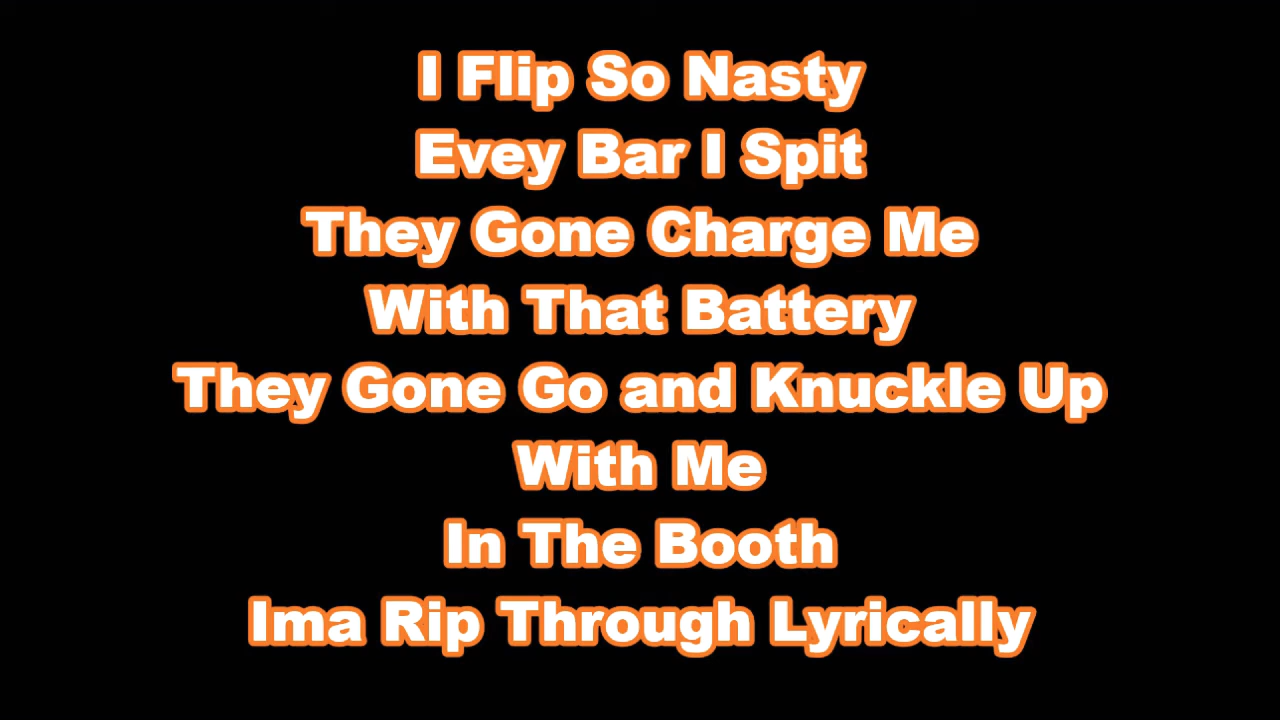 I Flip So Nasty
Evey Bar I Spit
They Gone Charge Me
With That Battery
They Gone Go and Knuckle Up
With Me
In The Booth
Ima Rip Through Lyrically